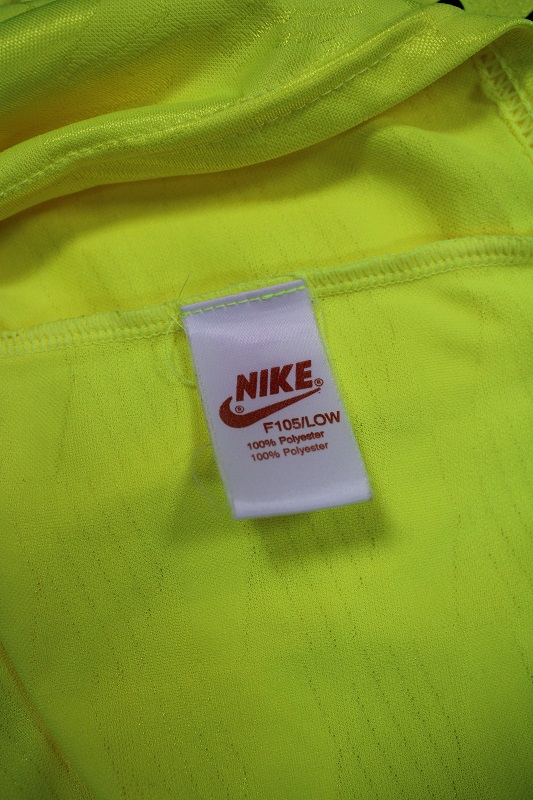 NIKE®
®
F105/LOW
100% Polyester
100% Polyester